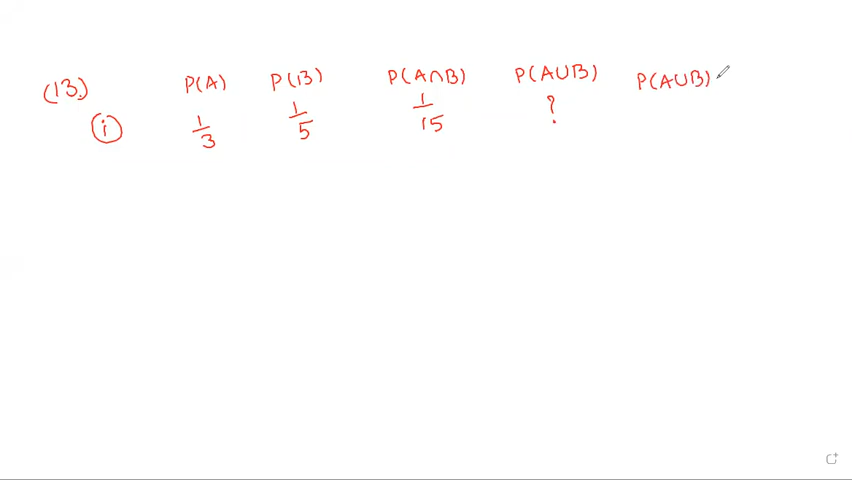 (13.) P(A) P(B) P(A∩B) P(A∪B) P(A∪B)
(i) 1/3 1/5 1/15 ?